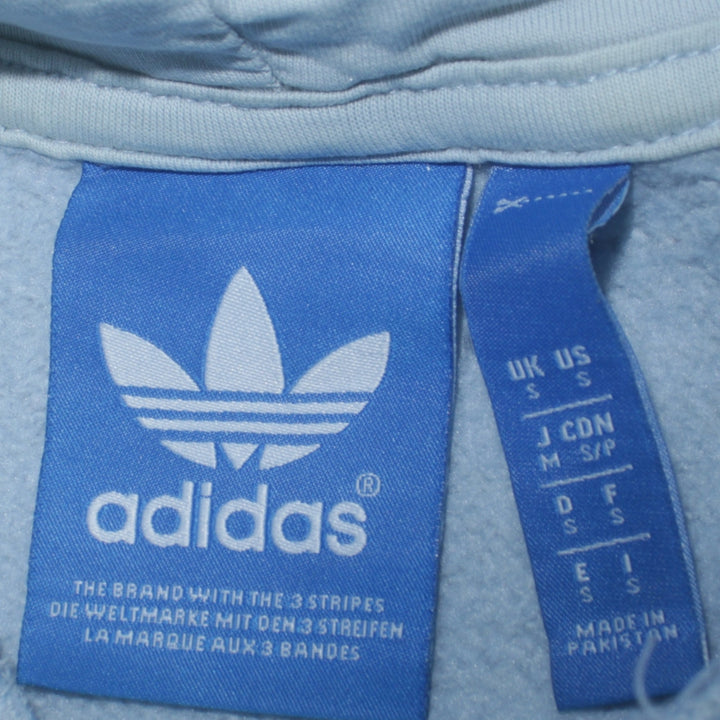 adidas®
THE BRAND WITH THE 3 STRIPES
DIE WELTMARKE MIT DEN 3 STREIFEN
LA MARQUE AUX 3 BANDES
UK US
S S
J CDN
M S/P
D F
S S
E I
S S
MADE IN
PAKISTAN